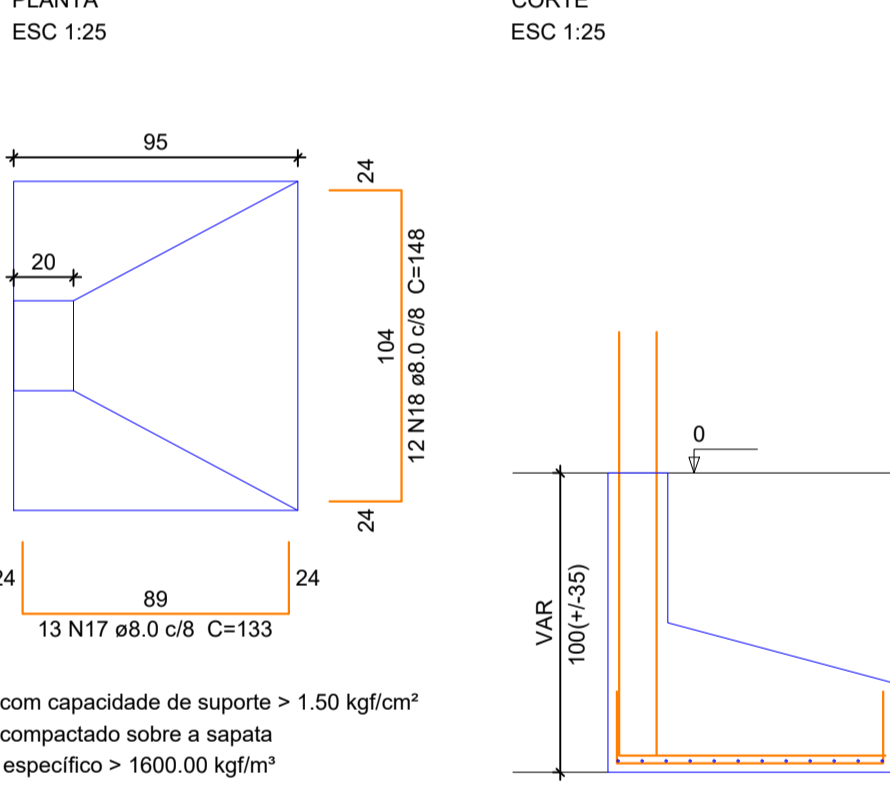 PLANTA
ESC 1:25
CORTE
ESC 1:25
95
24
20
104
12 N18 ø8.0 c/8 C=148
24
24
24
89
13 N17 ø8.0 c/8 C=133
0
VAR
100(+/-35)
com capacidade de suporte > 1.50 kgf/cm²
compactado sobre a sapata
específico > 1600.00 kgf/m³